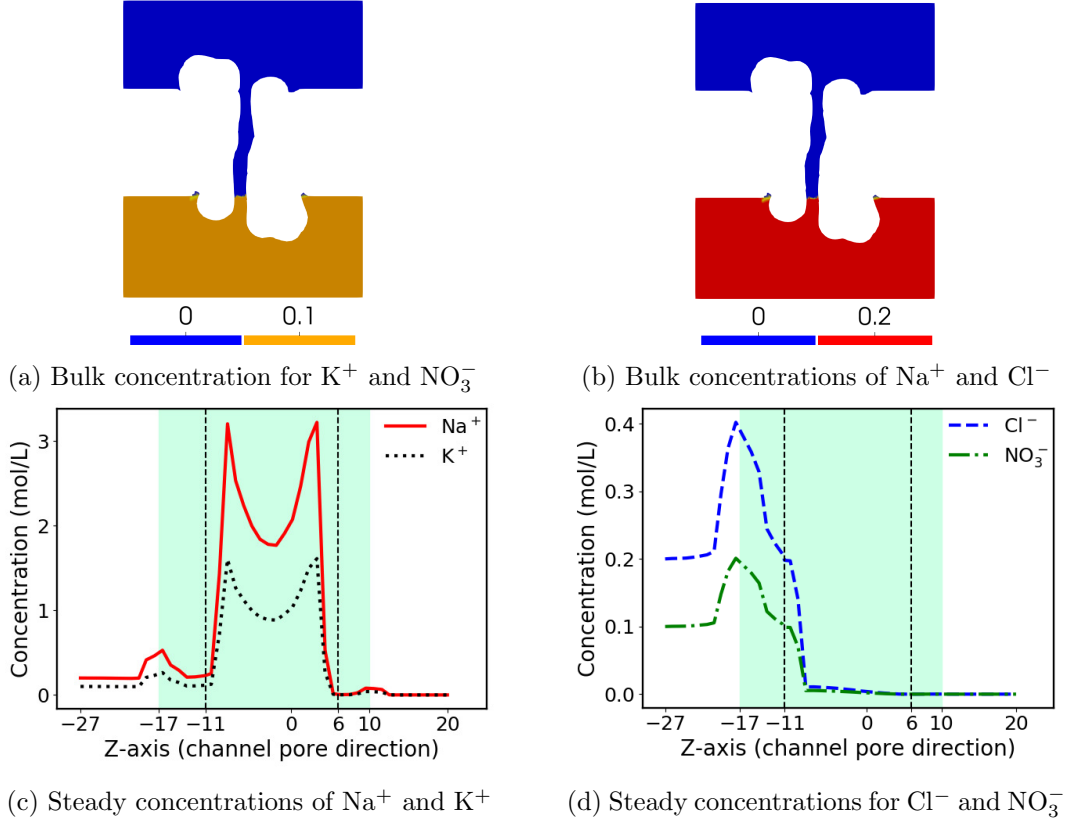 0 0.1
0 0.2
(a) Bulk concentration for K⁺ and NO₃⁻
(b) Bulk concentrations of Na⁺ and Cl⁻
Concentration (mol/L)
3
2
1
0
Na⁺
K⁺
−27 −17 −11 0 6 10 20
Z-axis (channel pore direction)
Concentration (mol/L)
0.4
0.3
0.2
0.1
0.0
Cl⁻
NO₃⁻
−27 −17 −11 0 6 10 20
Z-axis (channel pore direction)
(c) Steady concentrations of Na⁺ and K⁺
(d) Steady concentrations for Cl⁻ and NO₃⁻